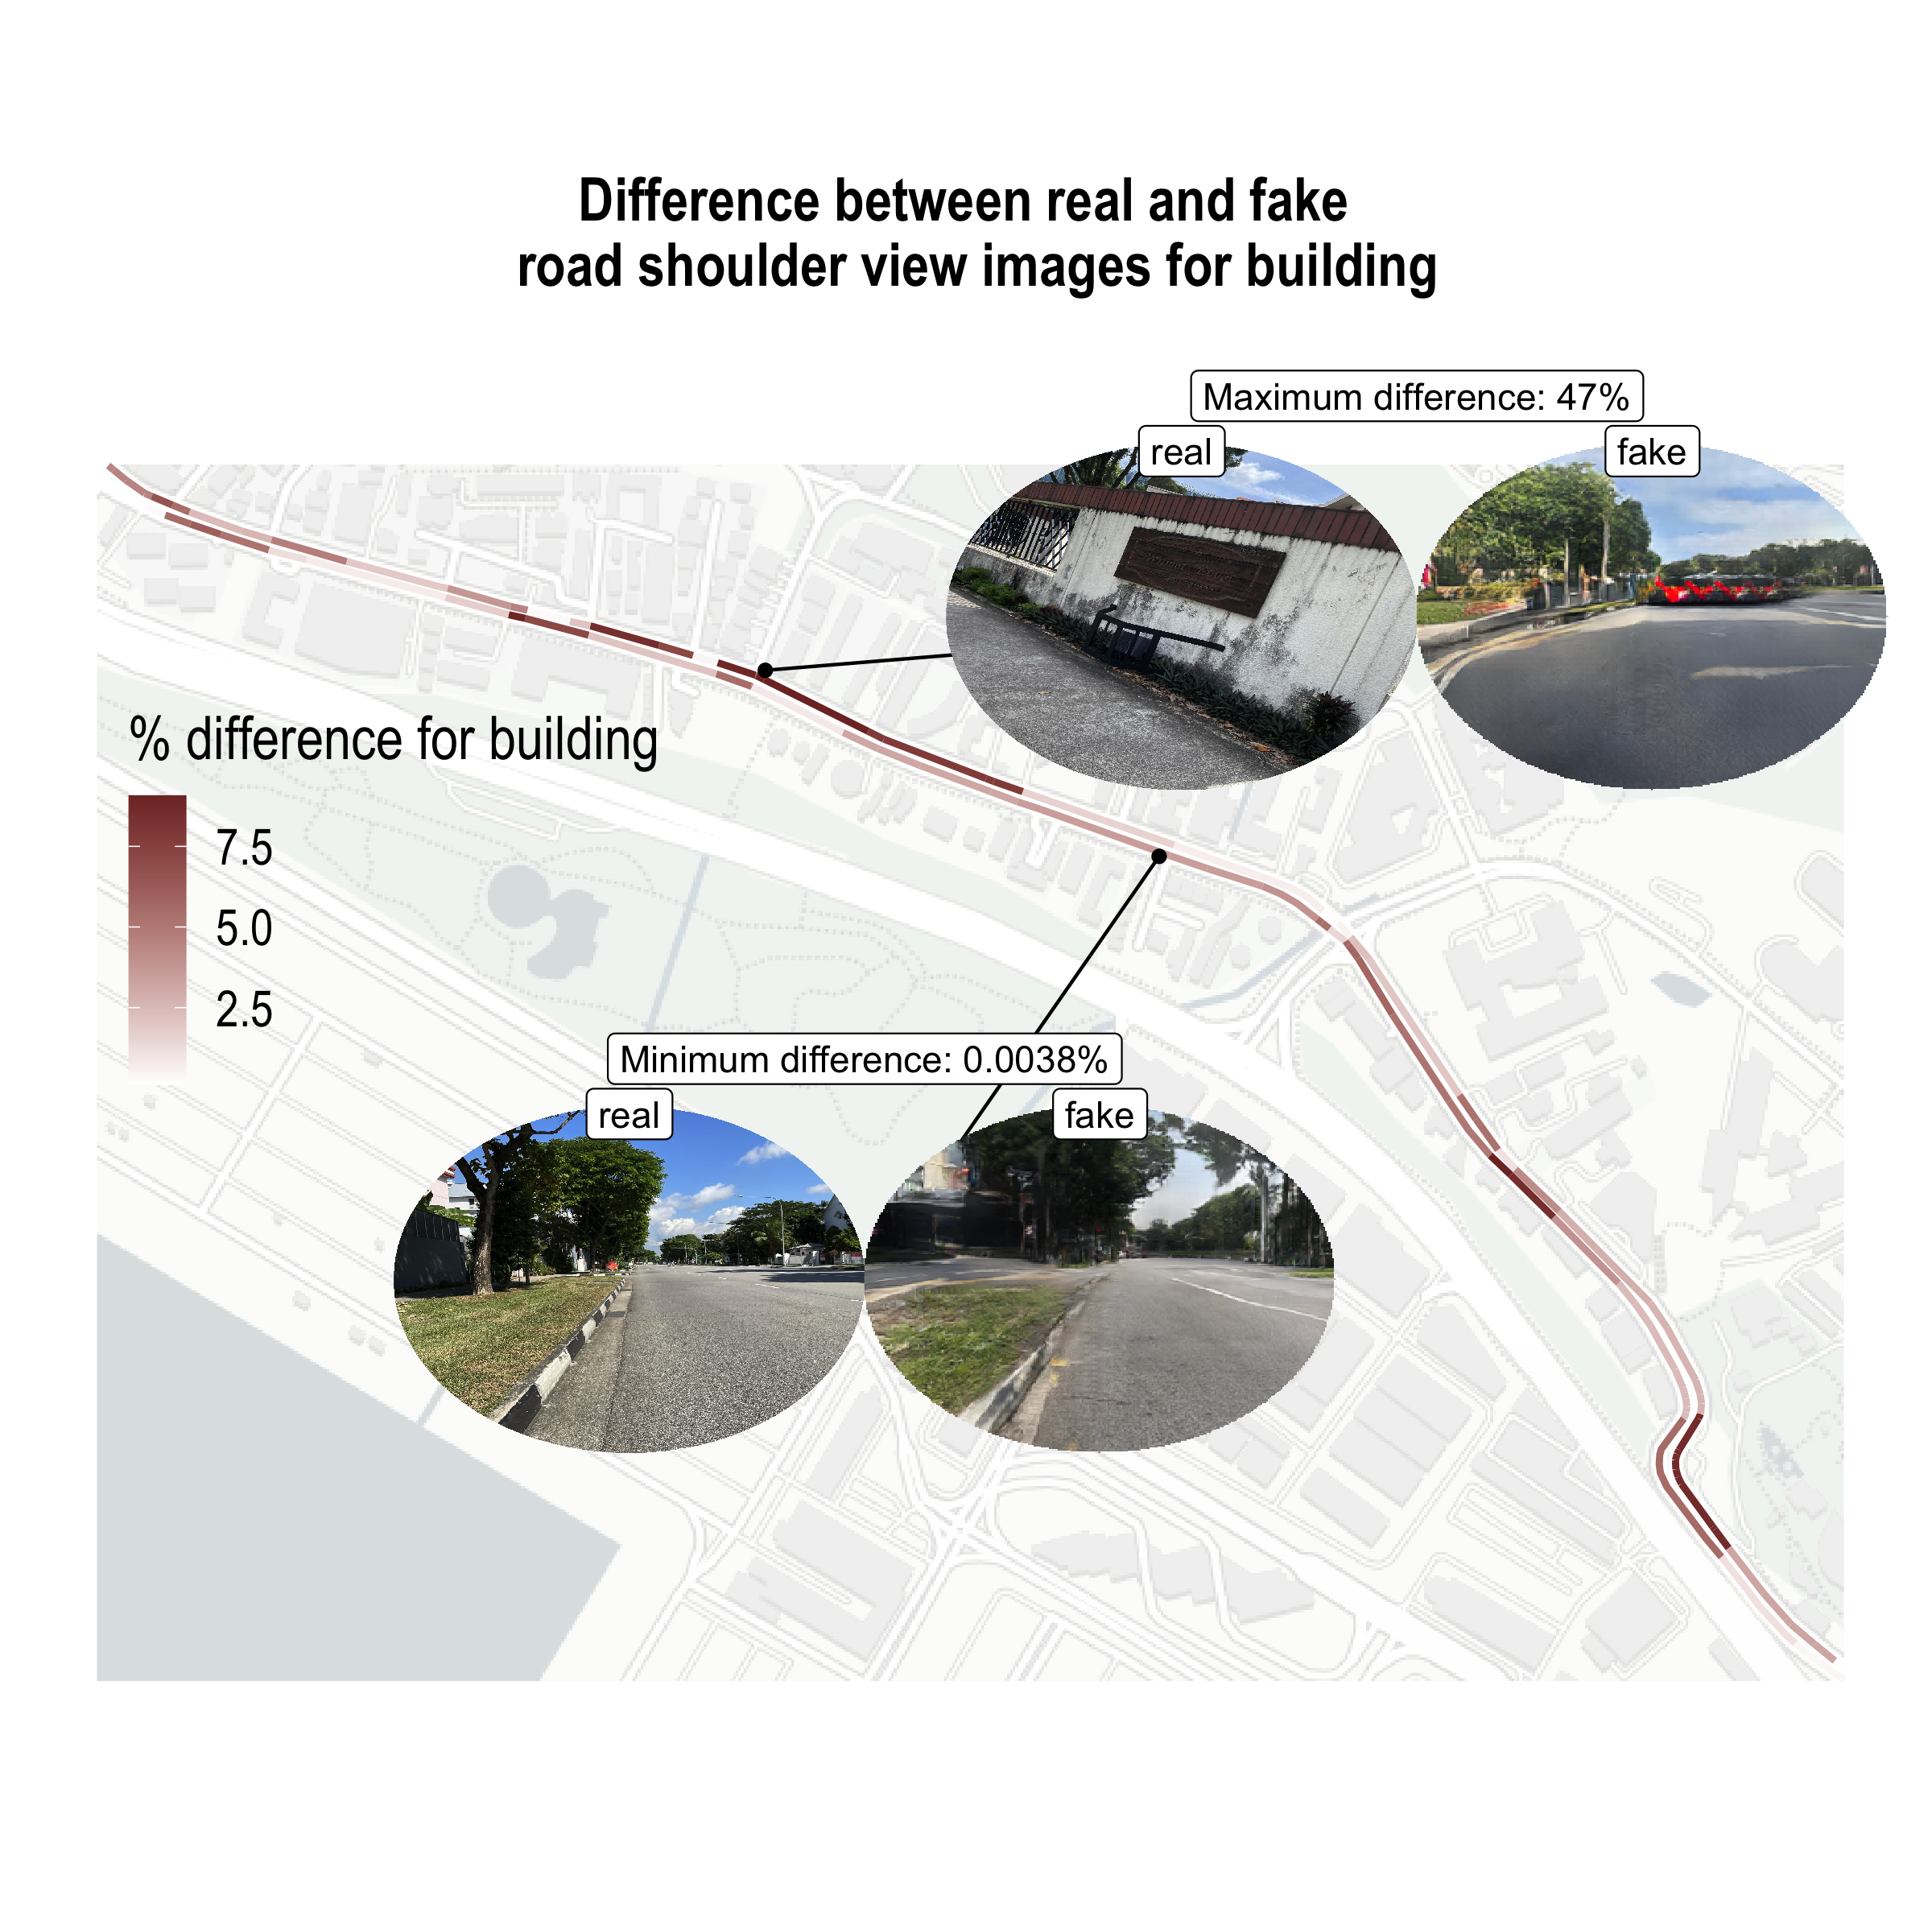 Difference between real and fake
road shoulder view images for building
Maximum difference: 47%
real
fake
% difference for building
7.5
5.0
2.5
Minimum difference: 0.0038%
real
fake